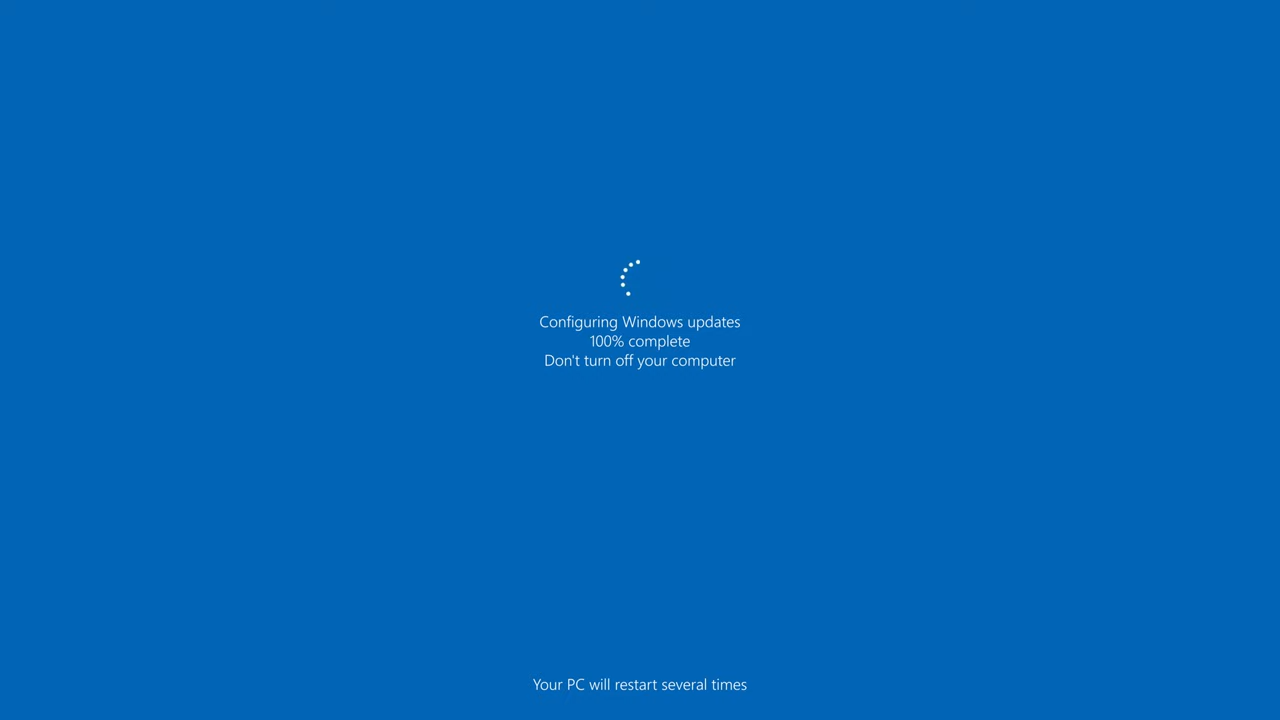 Configuring Windows updates
100% complete
Don't turn off your computer
Your PC will restart several times